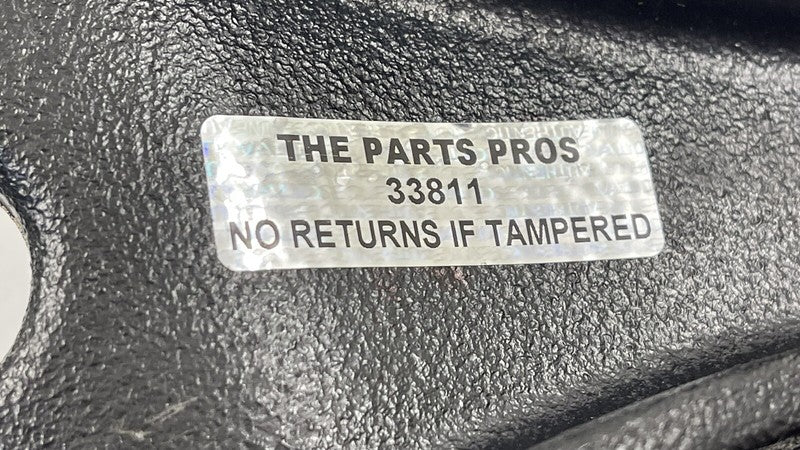 THE PARTS PROS
33811
NO RETURNS IF TAMPERED